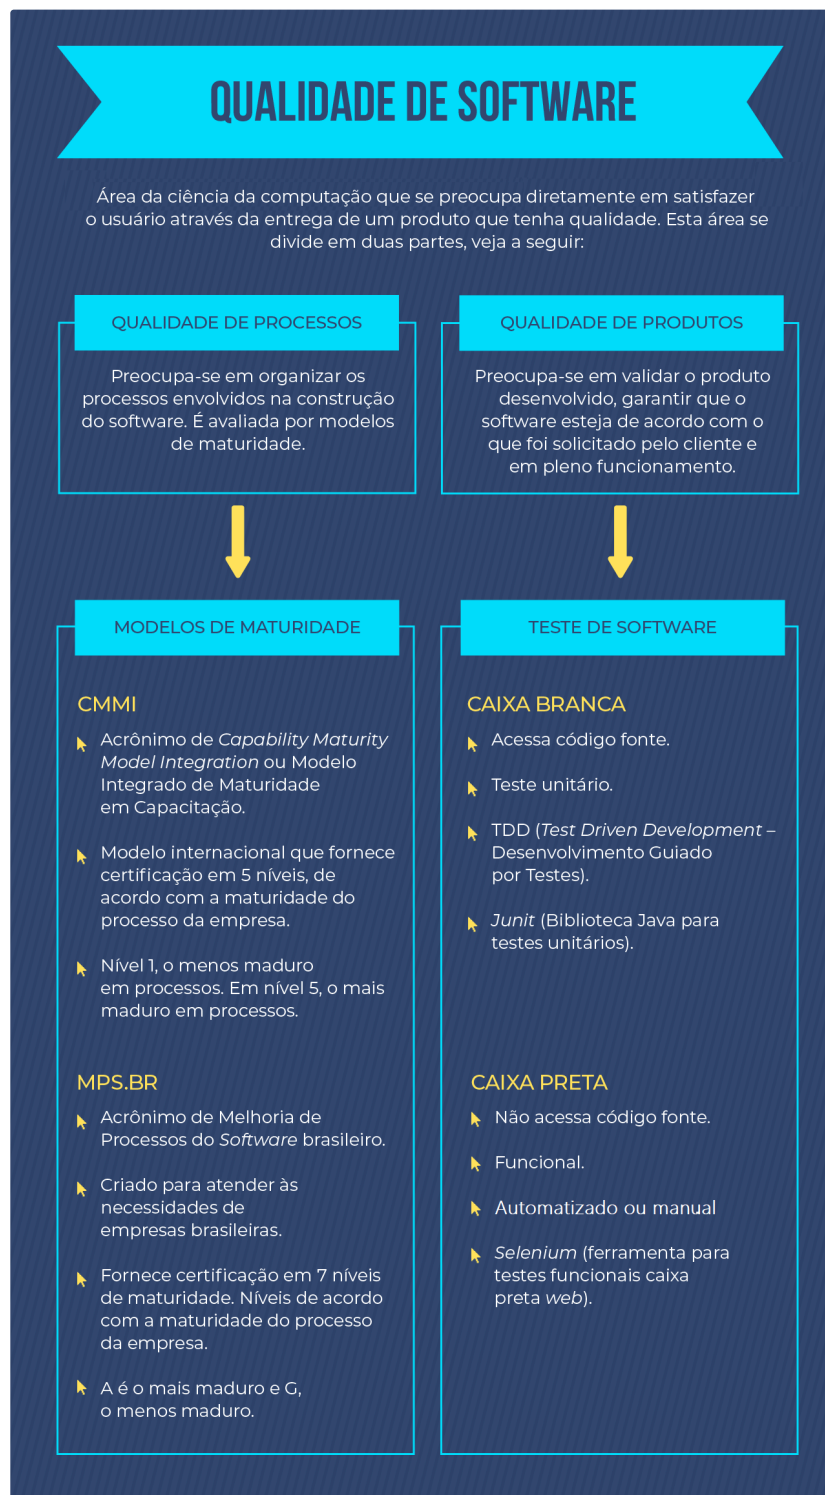 QUALIDADE DE SOFTWARE
Área da ciência da computação que se preocupa diretamente em satisfazer
o usuário através da entrega de um produto que tenha qualidade. Esta área se
divide em duas partes, veja a seguir:
QUALIDADE DE PROCESSOS
Preocupa-se em organizar os
processos envolvidos na construção
do software. É avaliada por modelos
de maturidade.
QUALIDADE DE PRODUTOS
Preocupa-se em validar o produto
desenvolvido, garantir que o
software esteja de acordo com o
que foi solicitado pelo cliente e
em pleno funcionamento.
MODELOS DE MATURIDADE
CMMI
Acrônimo de Capability Maturity
Model Integration ou Modelo
Integrado de Maturidade
em Capacitação.
Modelo internacional que fornece
certificação em 5 níveis, de
acordo com a maturidade do
processo da empresa.
Nível 1, o menos maduro
em processos. Em nível 5, o mais
maduro em processos.
MPS.BR
Acrônimo de Melhoria de
Processos do Software brasileiro.
Criado para atender às
necessidades de
empresas brasileiras.
Fornece certificação em 7 níveis
de maturidade. Níveis de acordo
com a maturidade do processo
da empresa.
A é o mais maduro e G,
o menos maduro.
TESTE DE SOFTWARE
CAIXA BRANCA
Acessa código fonte.
Teste unitário.
TDD (Test Driven Development –
Desenvolvimento Guiado
por Testes).
Junit (Biblioteca Java para
testes unitários).
CAIXA PRETA
Não acessa código fonte.
Funcional.
Automatizado ou manual
Selenium (ferramenta para
testes funcionais caixa
preta web).